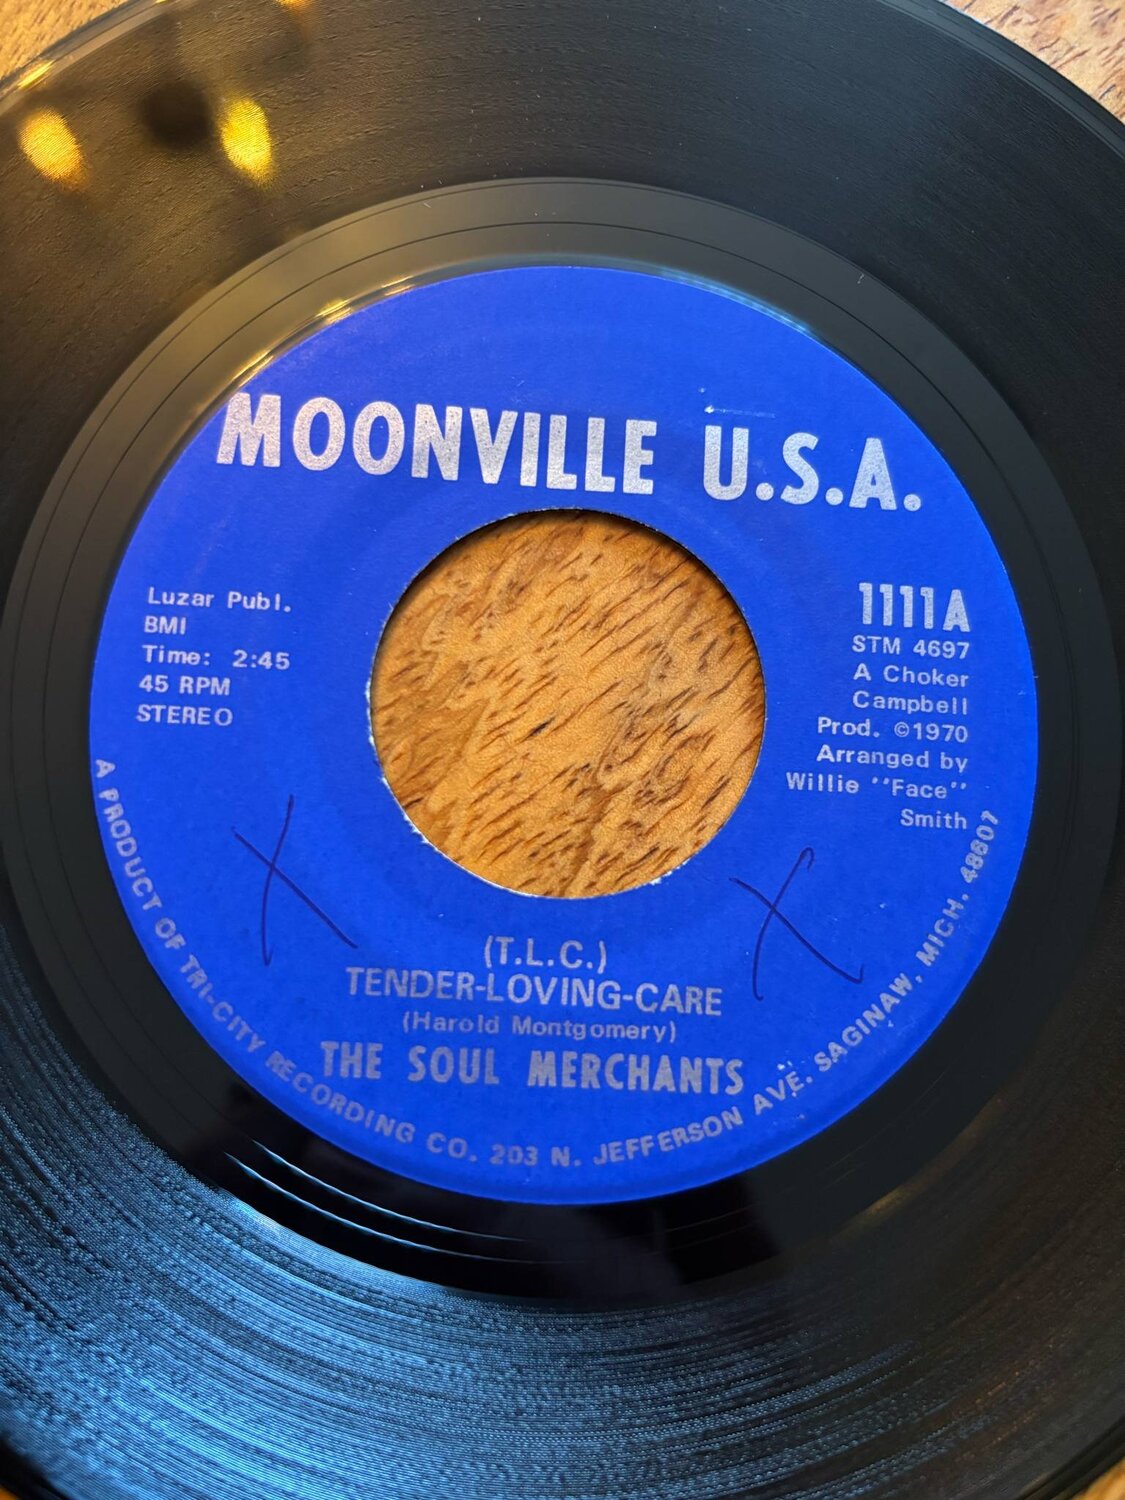 MOONVILLE U.S.A.
Luzar Publ.
BMI
Time: 2:45
45 RPM
STEREO
1111A
STM 4697
A Choker
Campbell
Prod. ©1970
Arranged by
Willie "Face"
Smith
X X
(T.L.C.)
TENDER-LOVING-CARE
(Harold Montgomery)
THE SOUL MERCHANTS
A PRODUCT OF TRI-CITY RECORDING CO. 203 N. JEFFERSON AVE. SAGINAW, MICH. 48607